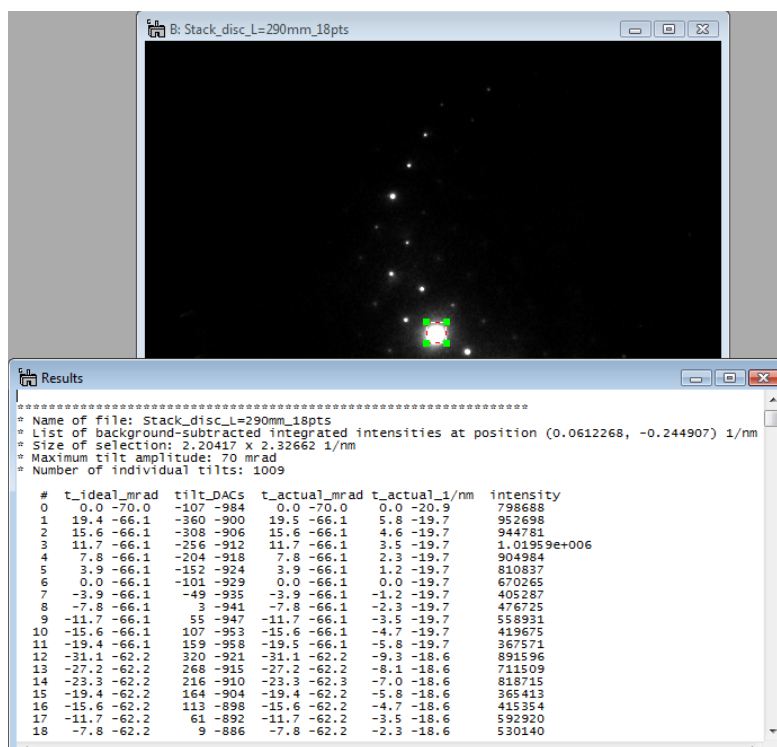 B: Stack_disc_L=290mm_18pts
Results
*****************************************************************
* Name of file: Stack_disc_L=290mm_18pts
* List of background-subtracted integrated intensities at position (0.0612268, -0.244907) 1/nm
* Size of selection: 2.20417 x 2.32662 1/nm
* Maximum tilt amplitude: 70 mrad
* Number of individual tilts: 1009
# t_ideal_mrad tilt_DACs t_actual_mrad t_actual_1/nm intensity
0 0.0 -70.0 -107 -984 0.0 -70.0 0.0 -20.9 798688
1 19.4 -66.1 -360 -900 19.5 -66.1 5.8 -19.7 952698
2 15.6 -66.1 -308 -906 15.6 -66.1 4.6 -19.7 944781
3 11.7 -66.1 -256 -912 11.7 -66.1 3.5 -19.7 1.01959e+006
4 7.8 -66.1 -204 -918 7.8 -66.1 2.3 -19.7 904984
5 3.9 -66.1 -152 -924 3.9 -66.1 1.2 -19.7 810837
6 0.0 -66.1 -101 -929 0.0 -66.1 0.0 -19.7 670265
7 -3.9 -66.1 -49 -935 -3.9 -66.1 -1.2 -19.7 405287
8 -7.8 -66.1 3 -941 -7.8 -66.1 -2.3 -19.7 476725
9 -11.7 -66.1 55 -947 -11.7 -66.1 -3.5 -19.7 558931
10 -15.6 -66.1 107 -953 -15.6 -66.1 -4.7 -19.7 419675
11 -19.4 -66.1 159 -958 -19.5 -66.1 -5.8 -19.7 367571
12 -31.1 -62.2 320 -921 -31.1 -62.2 -9.3 -18.6 891596
13 -27.2 -62.2 268 -915 -27.2 -62.2 -8.1 -18.6 711509
14 -23.3 -62.2 216 -910 -23.3 -62.3 -7.0 -18.6 818715
15 -19.4 -62.2 164 -904 -19.4 -62.2 -5.8 -18.6 365413
16 -15.6 -62.2 113 -898 -15.6 -62.2 -4.7 -18.6 415354
17 -11.7 -62.2 61 -892 -11.7 -62.2 -3.5 -18.6 592920
18 -7.8 -62.2 9 -886 -7.8 -62.2 -2.3 -18.6 530140